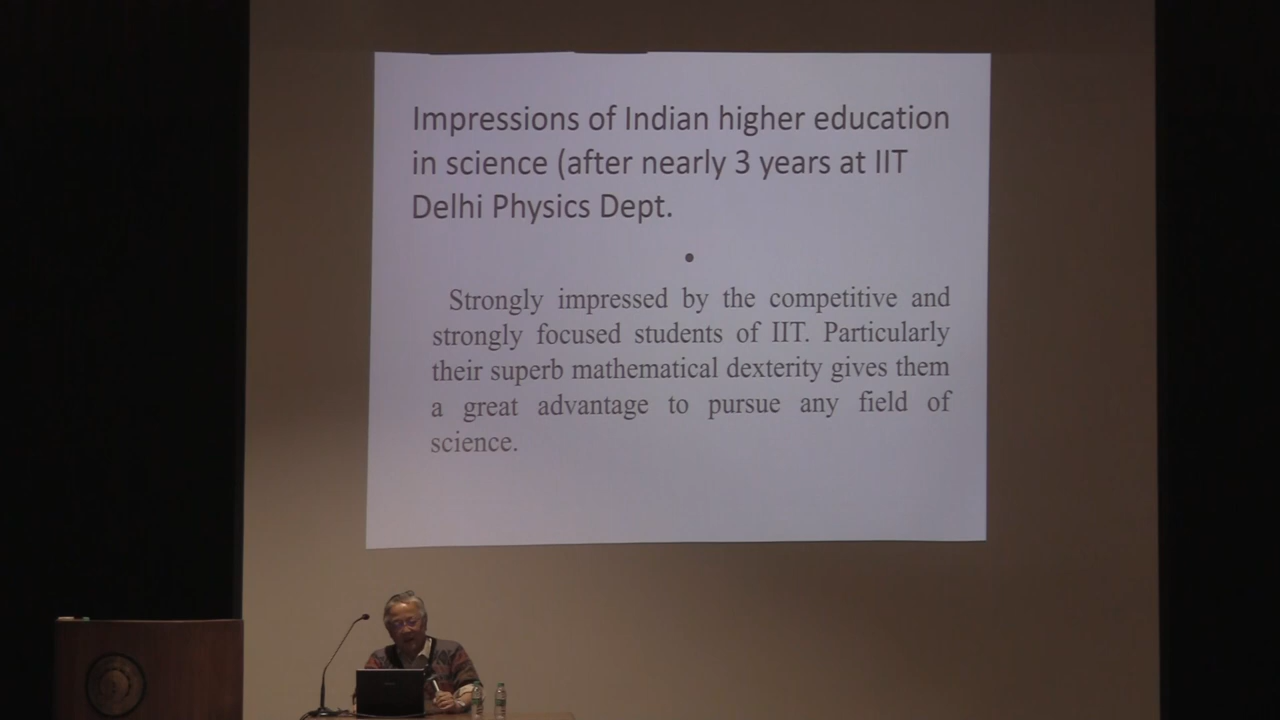 Impressions of Indian higher education
in science (after nearly 3 years at IIT
Delhi Physics Dept.
•
Strongly impressed by the competitive and
strongly focused students of IIT. Particularly
their superb mathematical dexterity gives them
a great advantage to pursue any field of
science.